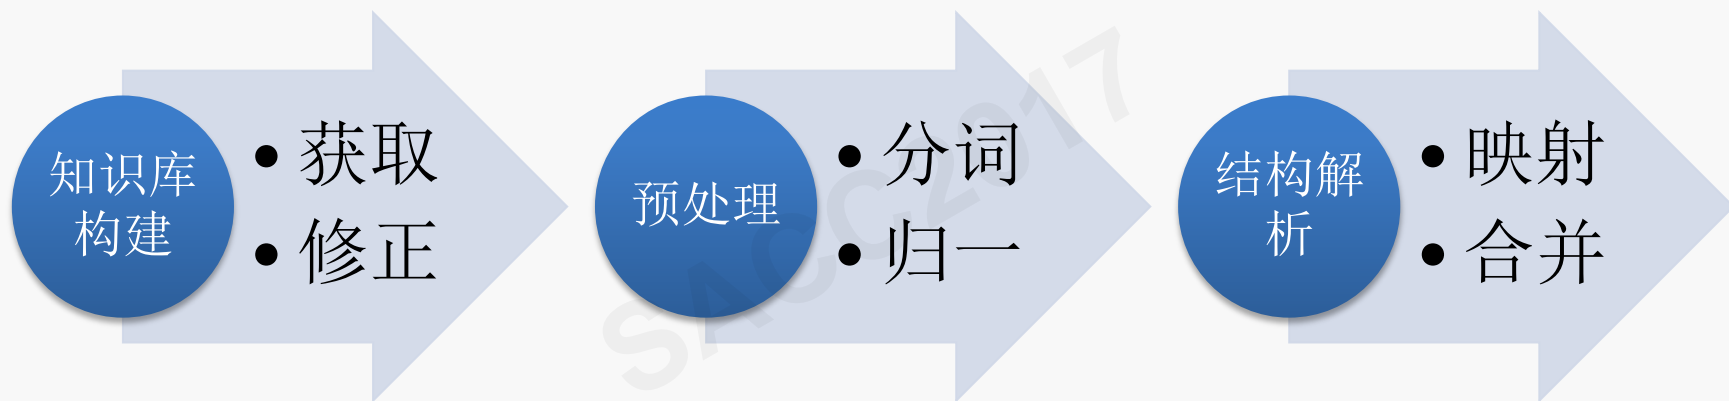 知识库
构建
• 获取
• 修正
预处理
• 分词
• 归一
结构解
析
• 映射
• 合并
SACC2017